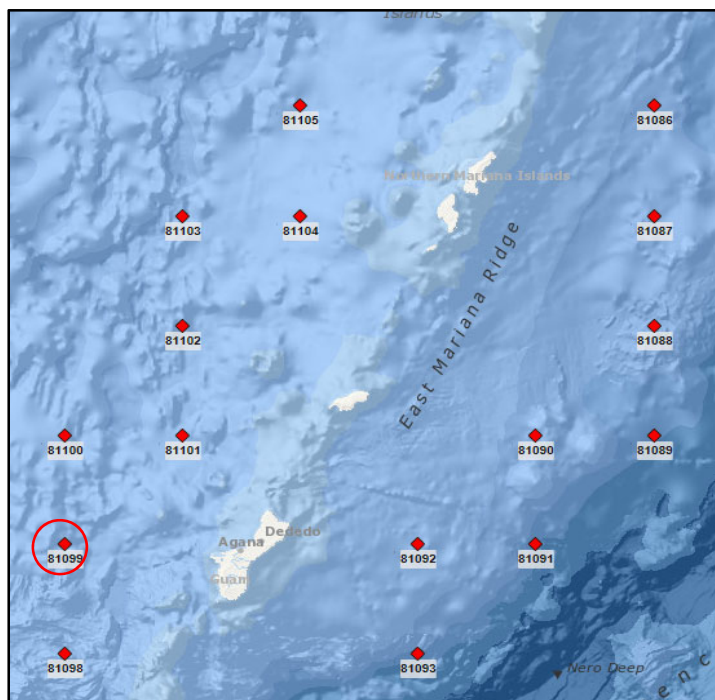 Islands
81105
81086
Northern Mariana Islands
81103
81104
81087
East Mariana Ridge
81102
81088
81100
81101
81090
81089
Dededo
Agana
81099
81092
81091
Guam
81098
81093
Nero Deep
enc